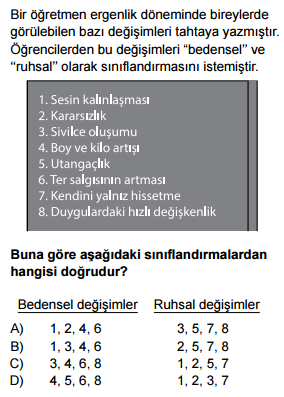 Bir öğretmen ergenlik döneminde bireylerde
görülebilen bazı değişimleri tahtaya yazmıştır.
Öğrencilerden bu değişimleri “bedensel” ve
“ruhsal” olarak sınıflandırmasını istemiştir.
1. Sesin kalınlaşması
2. Kararsızlık
3. Sivilce oluşumu
4. Boy ve kilo artışı
5. Utangaçlık
6. Ter salgısının artması
7. Kendini yalnız hissetme
8. Duygulardaki hızlı değişkenlik
Buna göre aşağıdaki sınıflandırmalardan
hangisi doğrudur?
Bedensel değişimler Ruhsal değişimler
A) 1, 2, 4, 6 3, 5, 7, 8
B) 1, 3, 4, 6 2, 5, 7, 8
C) 3, 4, 6, 8 1, 2, 5, 7
D) 4, 5, 6, 8 1, 2, 3, 7